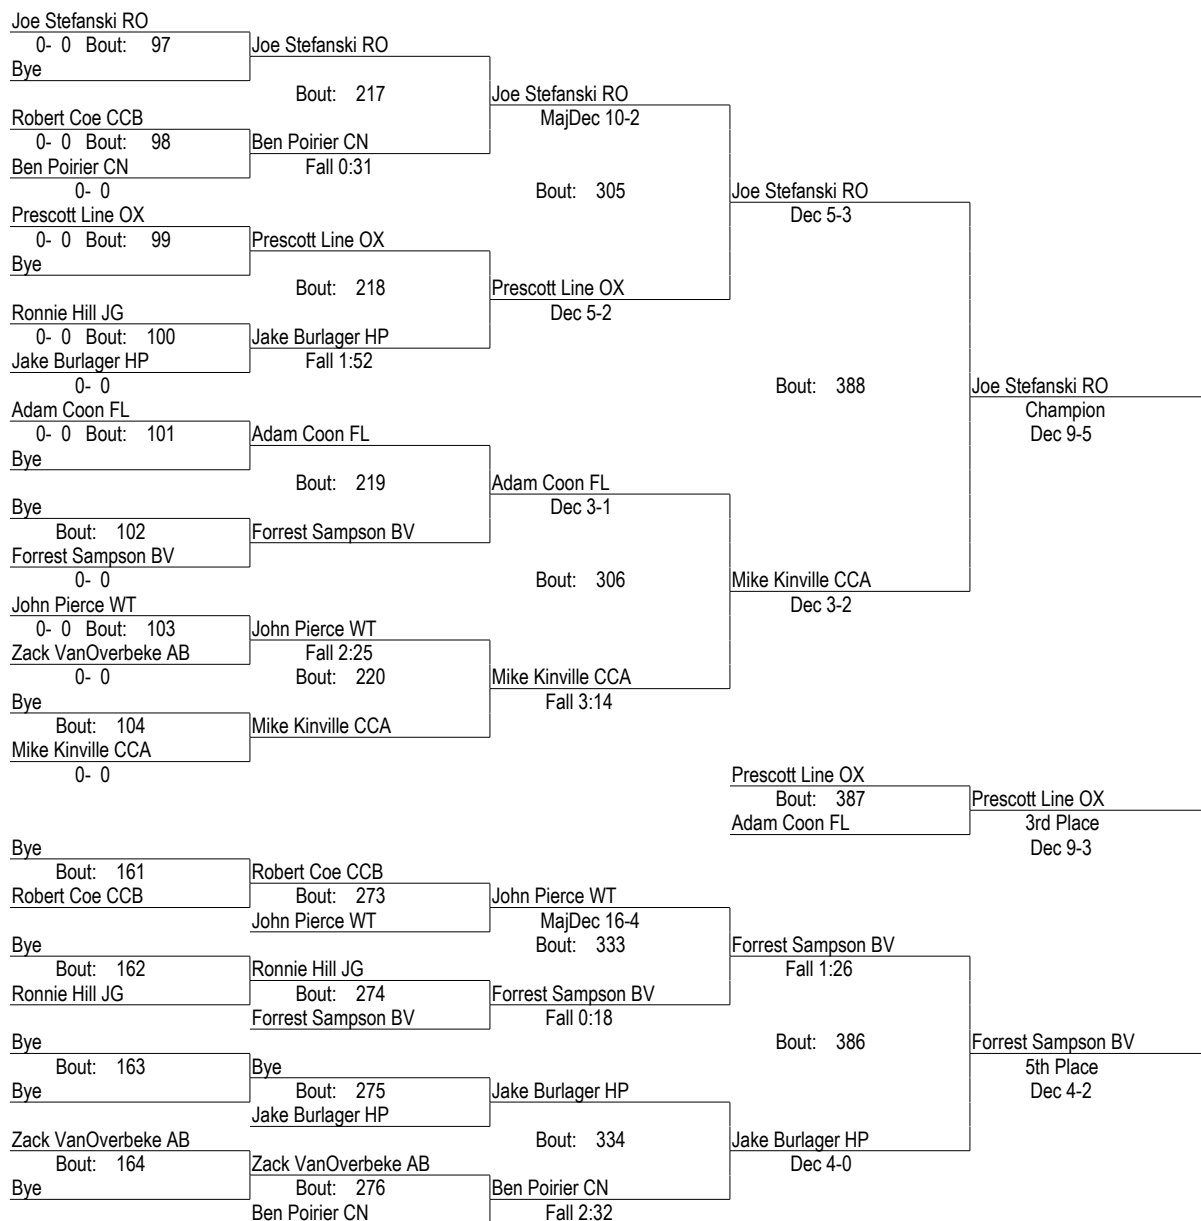 Joe Stefanski RO
0- 0 Bout: 97
Bye
Joe Stefanski RO
Bout: 217
Robert Coe CCB
0- 0 Bout: 98
Ben Poirier CN
0- 0
Ben Poirier CN
Fall 0:31
Joe Stefanski RO
MajDec 10-2
Bout: 305
Prescott Line OX
0- 0 Bout: 99
Bye
Prescott Line OX
Bout: 218
Ronnie Hill JG
0- 0 Bout: 100
Jake Burlager HP
0- 0
Jake Burlager HP
Fall 1:52
Prescott Line OX
Dec 5-2
Joe Stefanski RO
Dec 5-3
Bout: 388
Adam Coon FL
0- 0 Bout: 101
Bye
Adam Coon FL
Bout: 219
Bye
Bout: 102
Forrest Sampson BV
0- 0
Forrest Sampson BV
Adam Coon FL
Dec 3-1
Bout: 306
John Pierce WT
0- 0 Bout: 103
Zack VanOverbeke AB
0- 0
John Pierce WT
Fall 2:25
Bout: 220
Bye
Bout: 104
Mike Kinville CCA
0- 0
Mike Kinville CCA
Mike Kinville CCA
Fall 3:14
Mike Kinville CCA
Dec 3-2
Joe Stefanski RO
Champion
Dec 9-5
Prescott Line OX
Bout: 387
Adam Coon FL
Prescott Line OX
3rd Place
Dec 9-3
Bye
Bout: 161
Robert Coe CCB
Robert Coe CCB
Bout: 273
John Pierce WT
John Pierce WT
MajDec 16-4
Bout: 333
Bye
Bout: 162
Ronnie Hill JG
Ronnie Hill JG
Bout: 274
Forrest Sampson BV
Forrest Sampson BV
Fall 0:18
Forrest Sampson BV
Fall 1:26
Bout: 386
Bye
Bout: 163
Bye
Bye
Bout: 275
Jake Burlager HP
Jake Burlager HP
Bout: 334
Zack VanOverbeke AB
Bout: 164
Bye
Zack VanOverbeke AB
Bout: 276
Ben Poirier CN
Ben Poirier CN
Fall 2:32
Jake Burlager HP
Dec 4-0
Forrest Sampson BV
5th Place
Dec 4-2